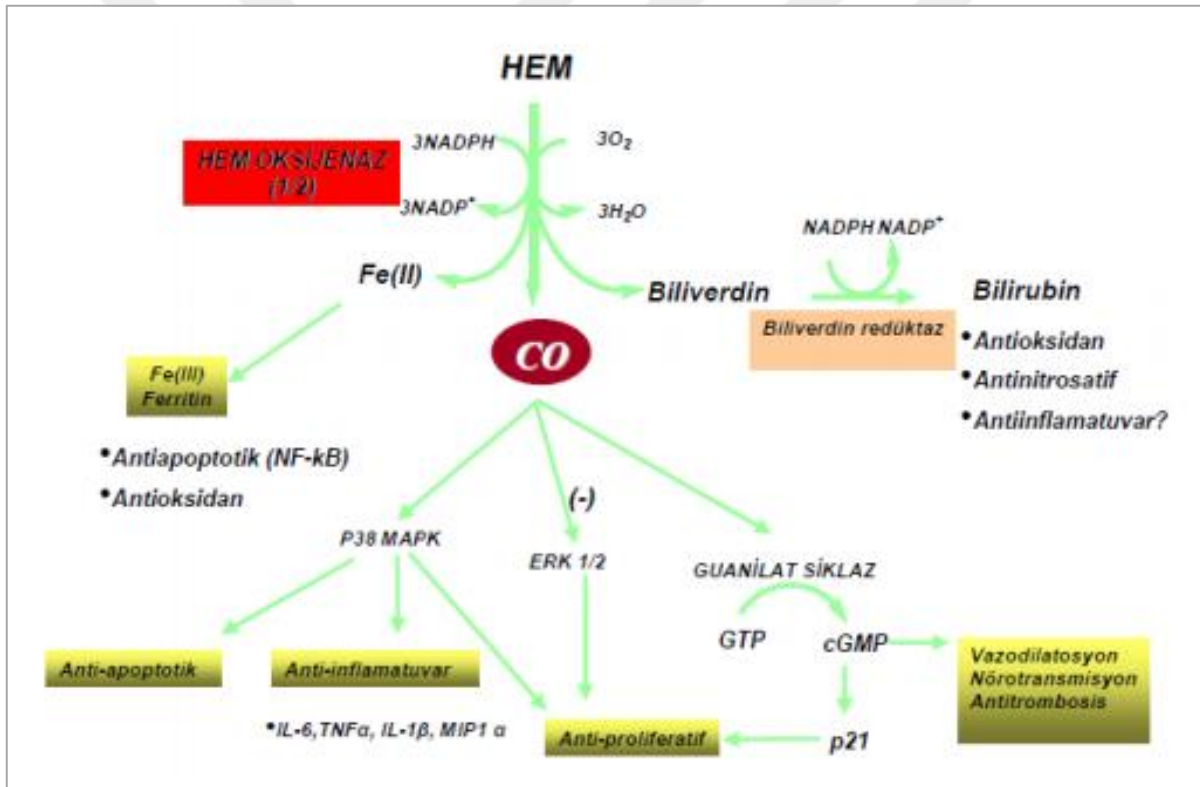 HEM
3NADPH
3O₂
HEM OKSİJENAZ
(1/2)
3NADP⁺
3H₂O
NADPH NADP⁺
Fe(II)
Biliverdin
Bilirubin
Biliverdin redüktaz
CO
•Antioksidan
•Antinitrosatif
•Antiinflamatuvar?
Fe(III)
Ferritin
•Antiapoptotik (NF-kB)
•Antioksidan
(-)
P38 MAPK
ERK 1/2
GUANİLAT SİKLAZ
GTP
cGMP
Anti-apoptotik
Anti-inflamatuvar
Vazodilatosyon
Nörotransmisyon
Antitrombosis
•IL-6,TNFα, IL-1β, MIP1 α
Anti-proliferatif
p21